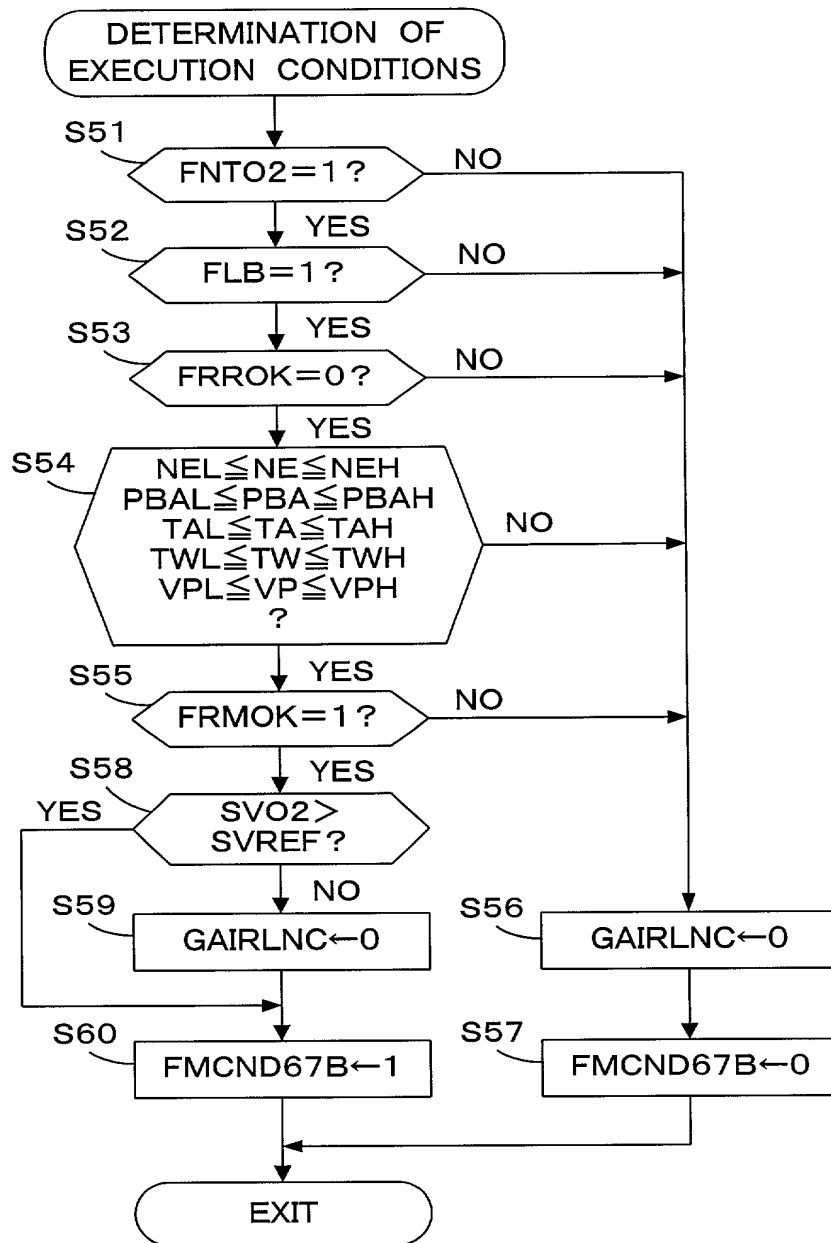 DETERMINATION OF
EXECUTION CONDITIONS
S51
FNTO2=1?
NO
YES
S52
FLB=1?
NO
YES
S53
FRROK=0?
NO
YES
S54
NEL≦NE≦NEH
PBAL≦PBA≦PBAH
TAL≦TA≦TAH
TWL≦TW≦TWH
VPL≦VP≦VPH
?
NO
YES
S55
FRMOK=1?
NO
YES
S58
YES
SVO2>
SVREF?
NO
S59
GAIRLNC←0
S56
GAIRLNC←0
S60
FMCND67B←1
S57
FMCND67B←0
EXIT